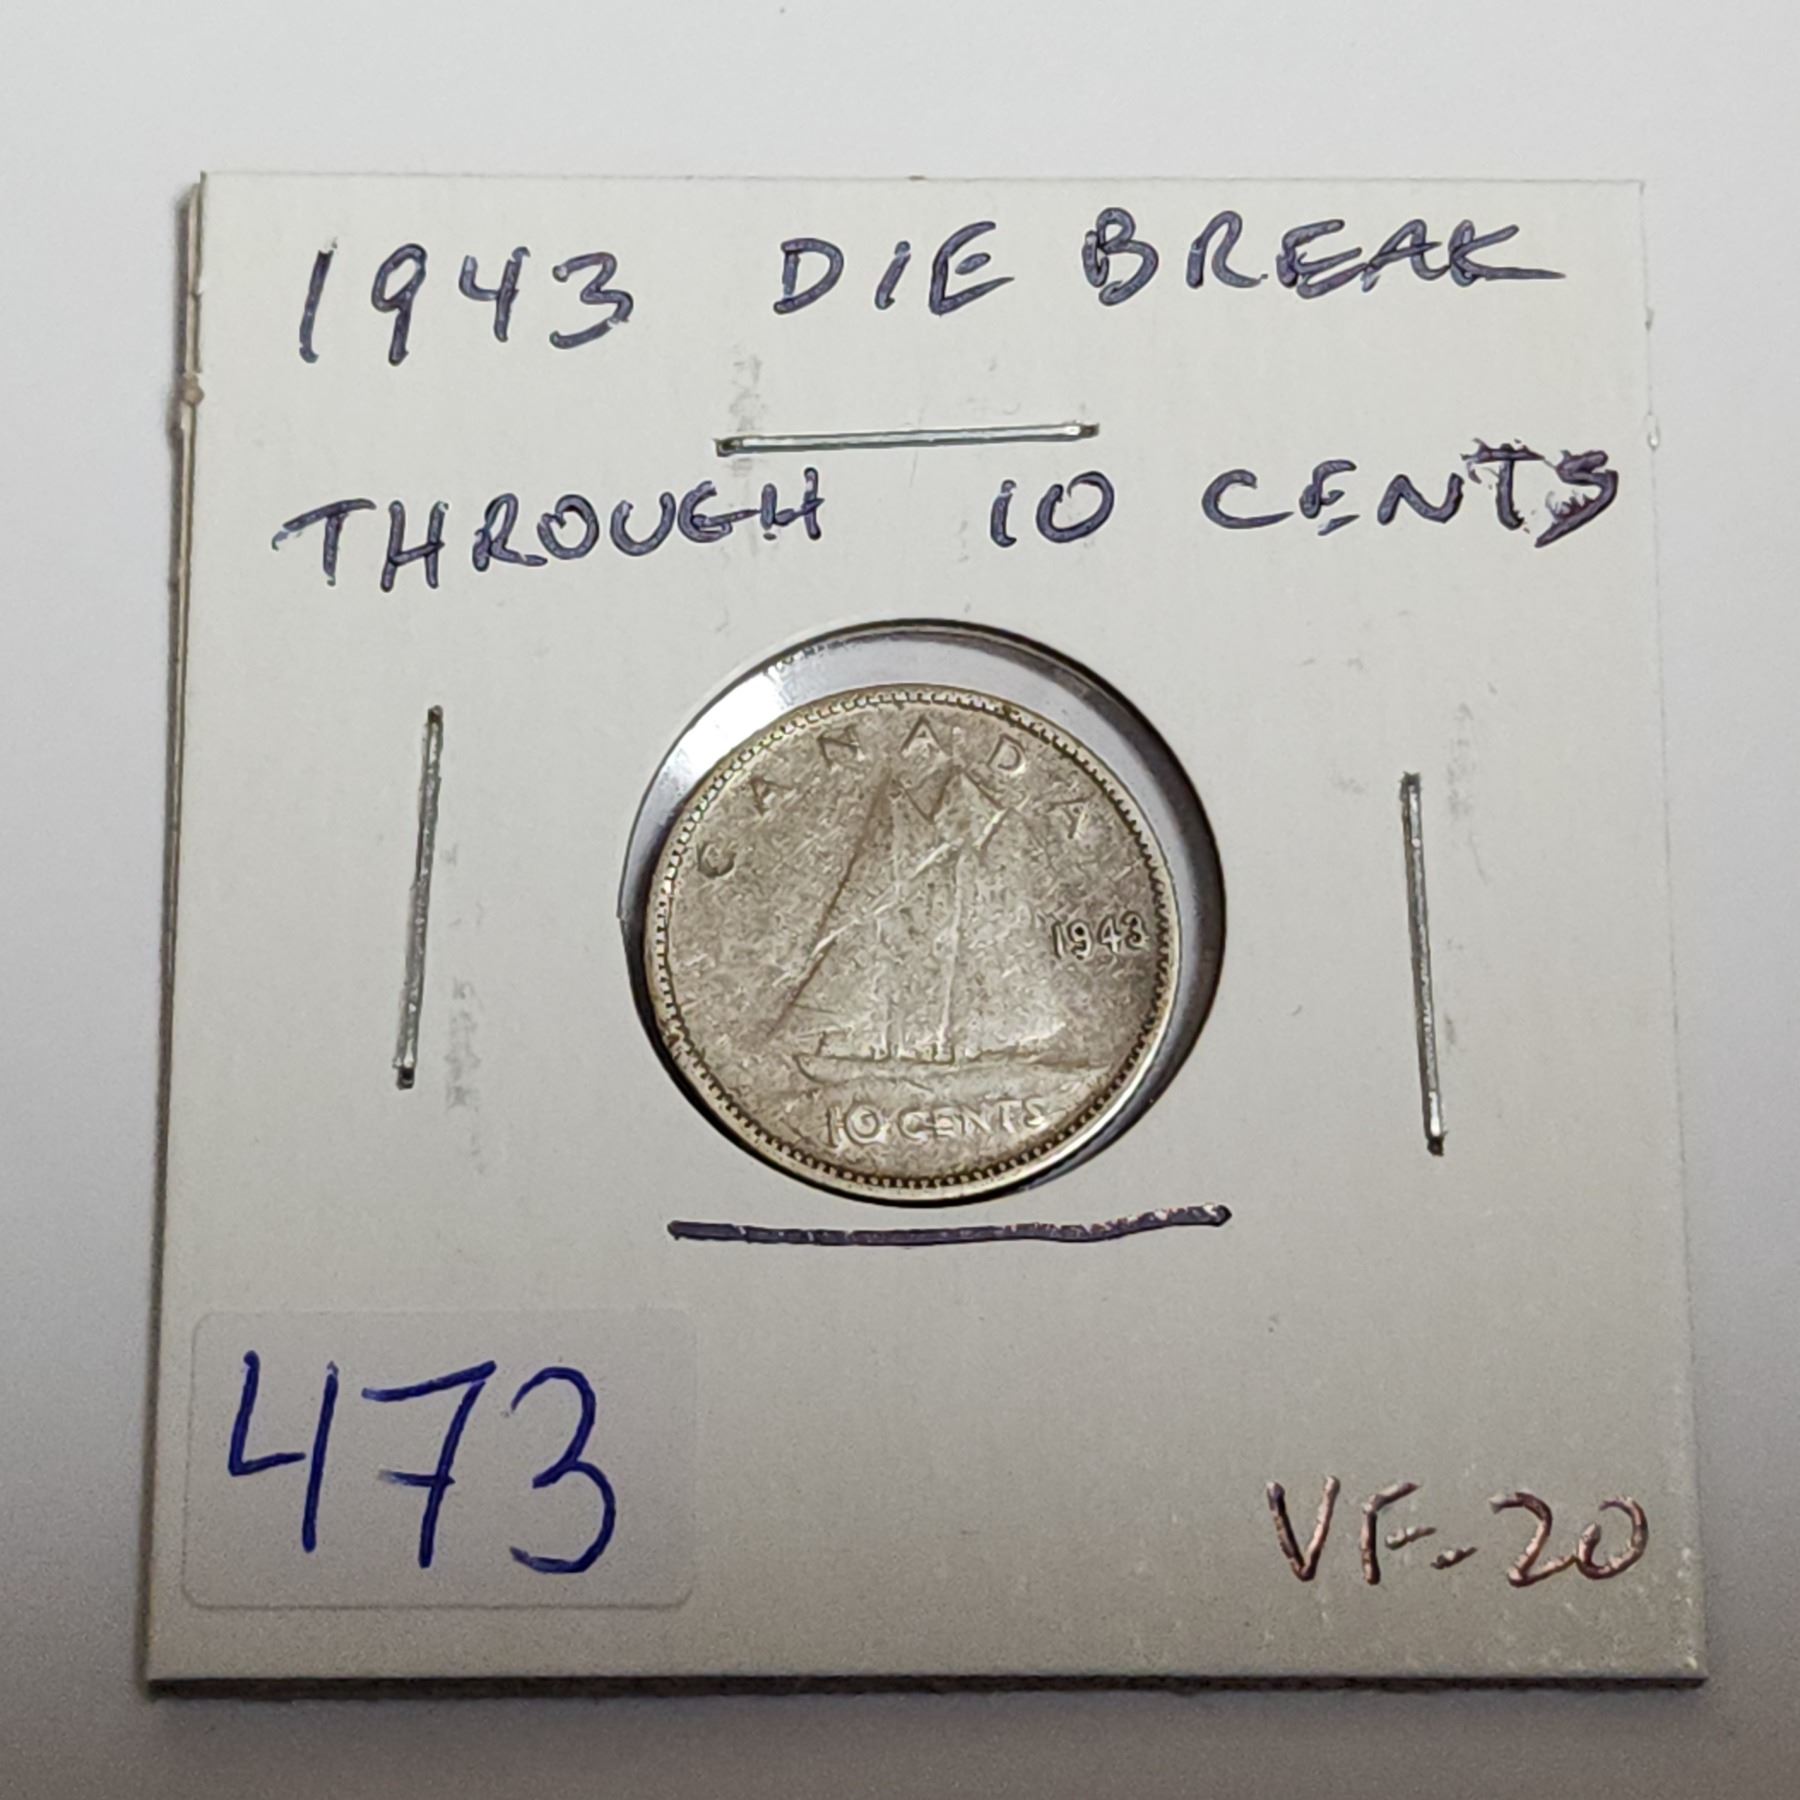 1943 DIE BREAK
THROUGH 10 CENTS
CANADA
1943
10 CENTS
473
VF-20